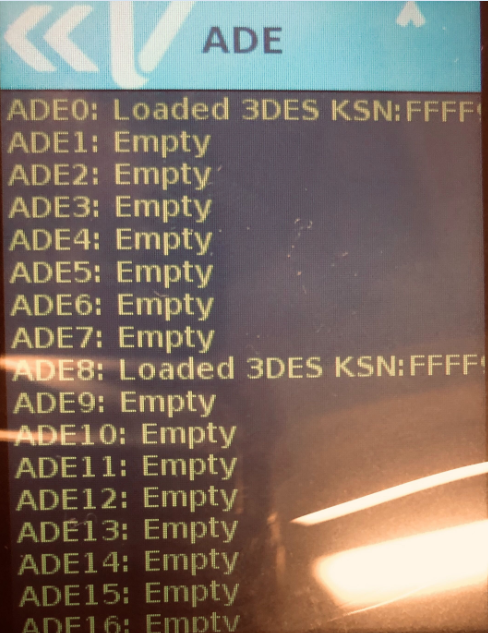 ADE
ADE0: Loaded 3DES KSN:FFFF
ADE1: Empty
ADE2: Empty
ADE3: Empty
ADE4: Empty
ADE5: Empty
ADE6: Empty
ADE7: Empty
ADE8: Loaded 3DES KSN:FFFF
ADE9: Empty
ADE10: Empty
ADE11: Empty
ADE12: Empty
ADE13: Empty
ADE14: Empty
ADE15: Empty
ADE16: Empty